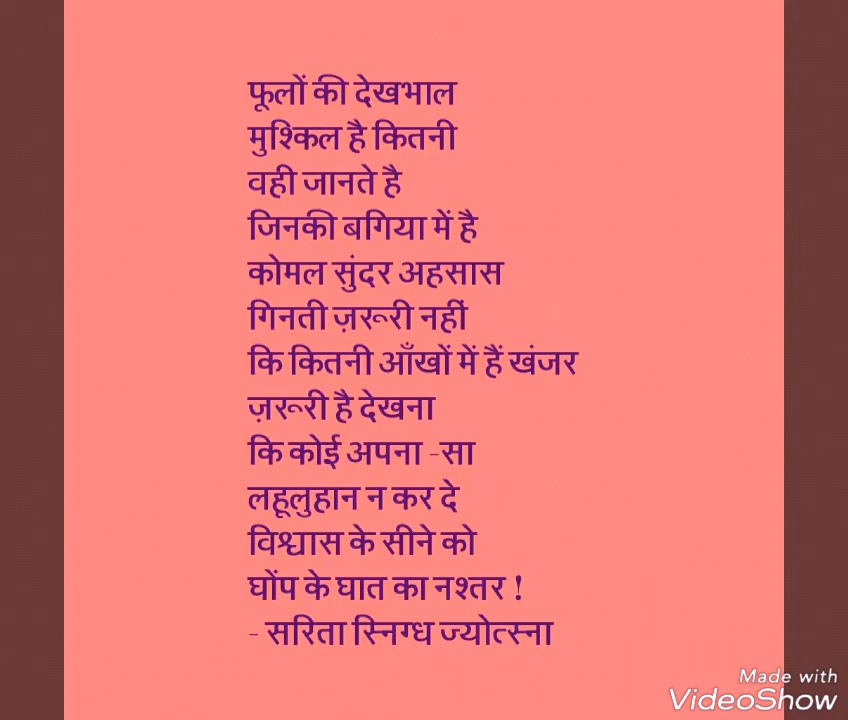 फूलों की देखभाल
मुश्किल है कितनी
वही जानते है
जिनकी बगिया में है
कोमल सुंदर अहसास
गिनती ज़रूरी नहीं
कि कितनी आँखों में हैं खंजर
ज़रूरी है देखना
कि कोई अपना -सा
लहूलुहान न कर दे
विश्वास के सीने को
घोंप के घात का नश्तर !
- सरिता स्निग्ध ज्योत्स्ना
Made with
VideoShow